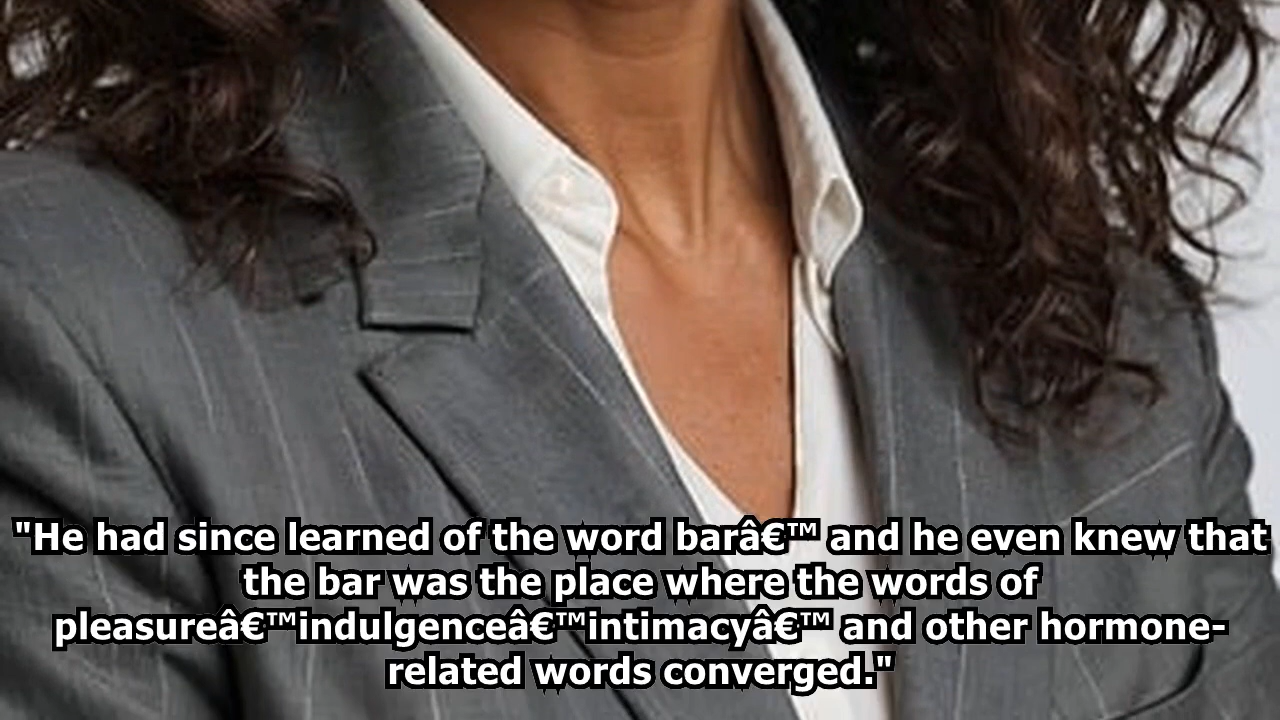 "He had since learned of the word barâ€™ and he even knew that
the bar was the place where the words of
pleasureâ€™indulgenceâ€™intimacyâ€™ and other hormone-
related words converged."